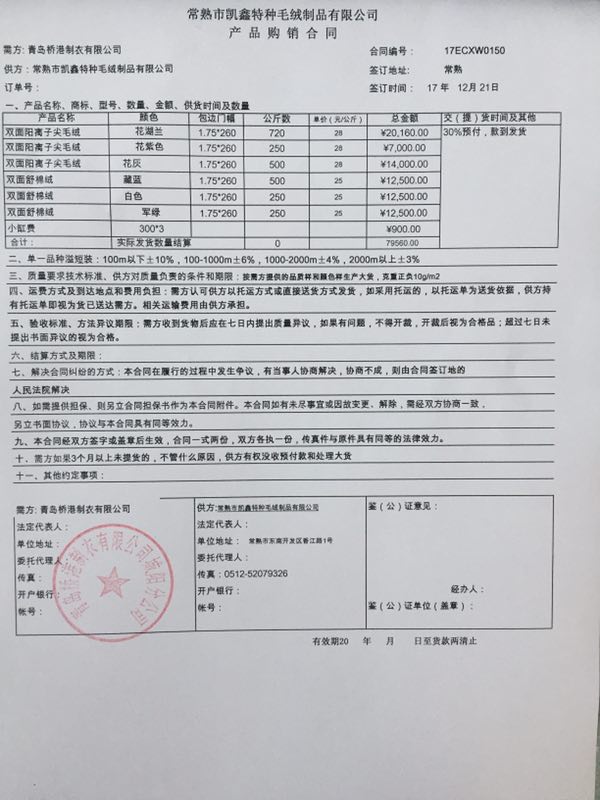 常熟市凯鑫特种毛绒制品有限公司
产品购销合同
需方: 青岛桥港制衣有限公司 合同编号: 17ECXW0150
供方: 常熟市凯鑫特种毛绒制品有限公司 签订地址: 常熟
订单号: 签订时间: 17 年 12月 21日
一、产品名称、商标、型号、数量、金额、供货时间及数量
产品名称 颜色 包边门幅 公斤数 单价(元/公斤) 总金额 交（提）货时间及其他
双面阳离子尖毛绒 花湖兰 1.75*260 720 28 ¥20,160.00 30%预付，款到发货
双面阳离子尖毛绒 花紫色 1.75*260 250 28 ¥7,000.00
双面阳离子尖毛绒 花灰 1.75*260 500 28 ¥14,000.00
双面舒棉绒 藏蓝 1.75*260 500 25 ¥12,500.00
双面舒棉绒 白色 1.75*260 250 25 ¥12,500.00
双面舒棉绒 军绿 1.75*260 250 25 ¥12,500.00
小缸费 300*3 ¥900.00
合计: 实际发货数量结算 0 79560.00
二、单一品种溢短装：100m以下±10%，100-1000m±6%，1000-2000m±4%，2000m以上±3%
三、质量要求技术标准、供方对质量负责的条件和期限：按需方提供的品质样和颜色样生产大货，克重正负10g/m2
四、运费方式及到达地点和费用负担：需方认可供方以托运方式或直接送货方式发货，如采用托运的，以托运单为送货依据，供方持
有托运单即视为货已送达需方。相关运输费用由供方承担。
五、验收标准、方法异议期限：需方收到货物后应在七日内提出质量异议，如果有问题，不得开裁，开裁后视为合格品；超过七日未
提出书面异议的视为合格。
六、结算方式及期限：
七、解决合同纠纷的方式：本合同在履行的过程中发生争议，有当事人协商解决，协商不成，则由合同签订地的
人民法院解决
八、如需提供担保、则另立合同担保书作为本合同附件。本合同如有未尽事宜或因故变更、解除，需经双方协商一致，
另立书面协议，协议与本合同具有同等效力。
九、本合同经双方签字或盖章后生效，合同一式两份，双方各执一份，传真件与原件具有同等的法律效力。
十、需方如果3个月以上未提货的，不管什么原因，供方有权没收预付款和处理大货
十一、其他约定事项：
需方: 青岛桥港制衣有限公司 供方:常熟市凯鑫特种毛绒制品有限公司 鉴（公）证意见：
法定代表人： 法定代表人：
单位地址： 单位地址： 常熟市东南开发区香江路1号
委托代理人： 委托代理人：
传真： 传真：0512-52079326
开户银行： 开户银行： 经办人：
帐号： 帐号： 鉴（公）证单位（盖章）：
青岛桥港制衣有限公司城阳分公司
有效期20 年 月 日至货款两清止